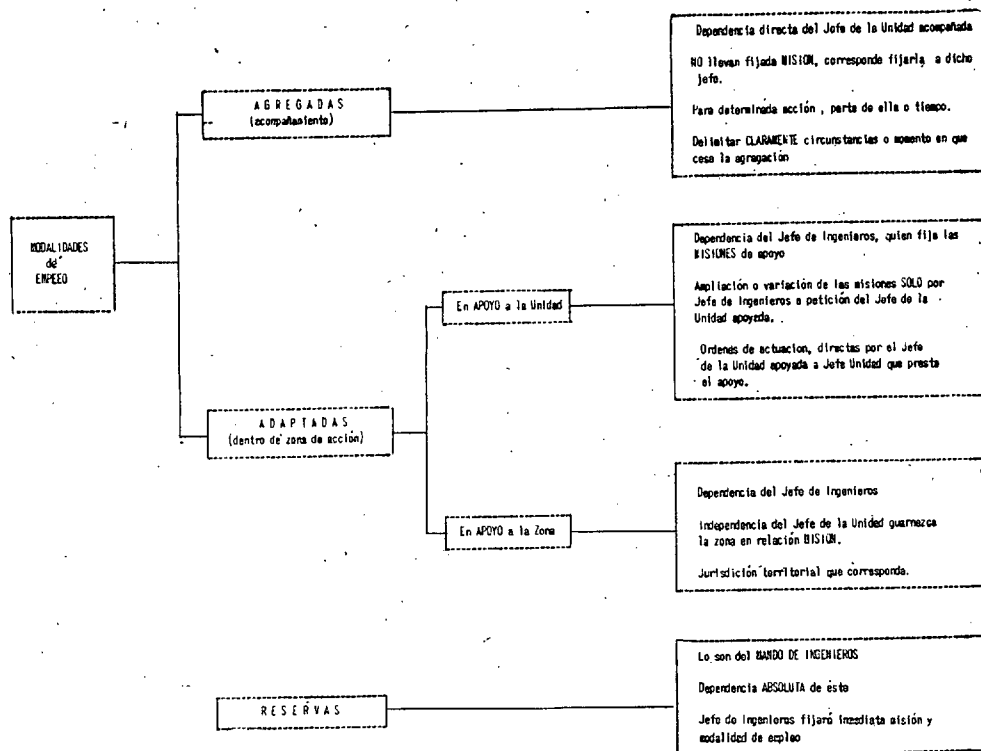 MODALIDADES
de
EMPLEO
A G R E G A D A S
(acompañamiento)
Dependencia directa del Jefe de la Unidad acompañada
NO llevan fijada MISION, corresponde fijarla a dicho
jefe.
Para determinada acción , parte de ella o tiempo.
Delimitar CLARAMENTE circunstancias o momento en que
cese la agregación
A D A P T A D A S
(dentro de zona de acción)
En APOYO a la Unidad
Dependencia del Jefe de Ingenieros, quien fija las
MISIONES de apoyo
Ampliación o variación de las misiones SOLO por
Jefe de Ingenieros a petición del Jefe de la
Unidad apoyada.
Ordenes de actuacion, directas por el Jefe
de la Unidad apoyada a Jefe Unidad que presta
el apoyo.
En APOYO a la Zona
Dependencia del Jefe de Ingenieros
Independencia del Jefe de la Unidad guarnezca
la zona en relación MISION.
Jurisdición territorial que corresponda.
R E S E R V A S
Lo son del MANDO DE INGENIEROS
Dependencia ABSOLUTA de éste
Jefe de Ingenieros fijará inmediata misión y
modalidad de empleo